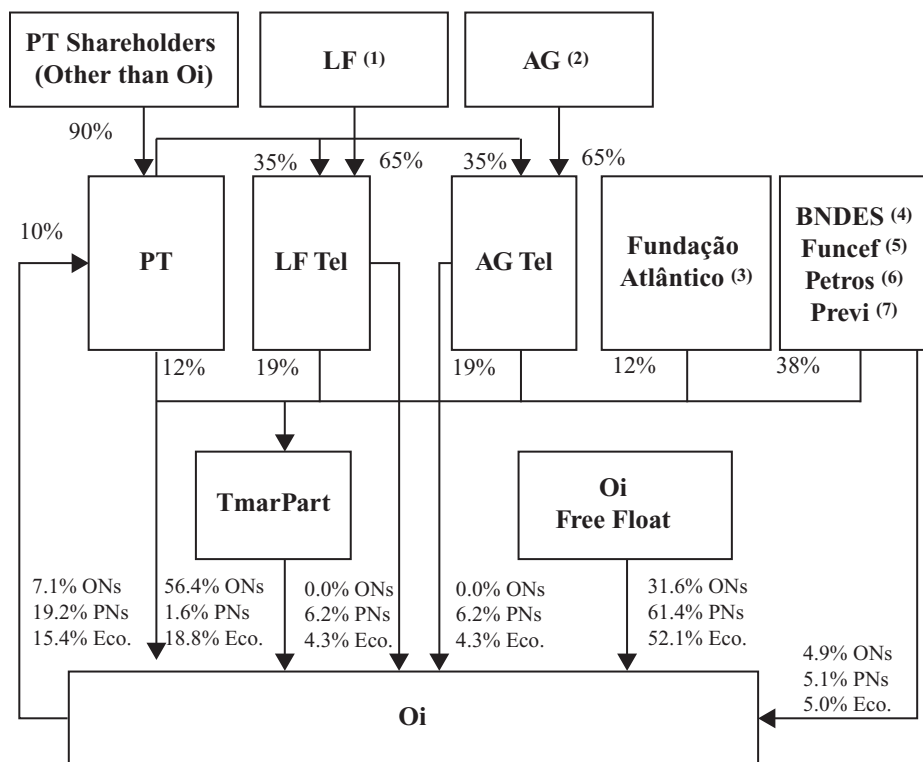 PT Shareholders
(Other than Oi)
LF (1)
AG (2)
90%
35%
65%
35%
65%
10%
PT
LF Tel
AG Tel
Fundação
Atlântico (3)
BNDES (4)
Funcef (5)
Petros (6)
Previ (7)
12%
19%
19%
12%
38%
TmarPart
Oi
Free Float
7.1% ONs
19.2% PNs
15.4% Eco.
56.4% ONs
1.6% PNs
18.8% Eco.
0.0% ONs
6.2% PNs
4.3% Eco.
0.0% ONs
6.2% PNs
4.3% Eco.
31.6% ONs
61.4% PNs
52.1% Eco.
4.9% ONs
5.1% PNs
5.0% Eco.
Oi